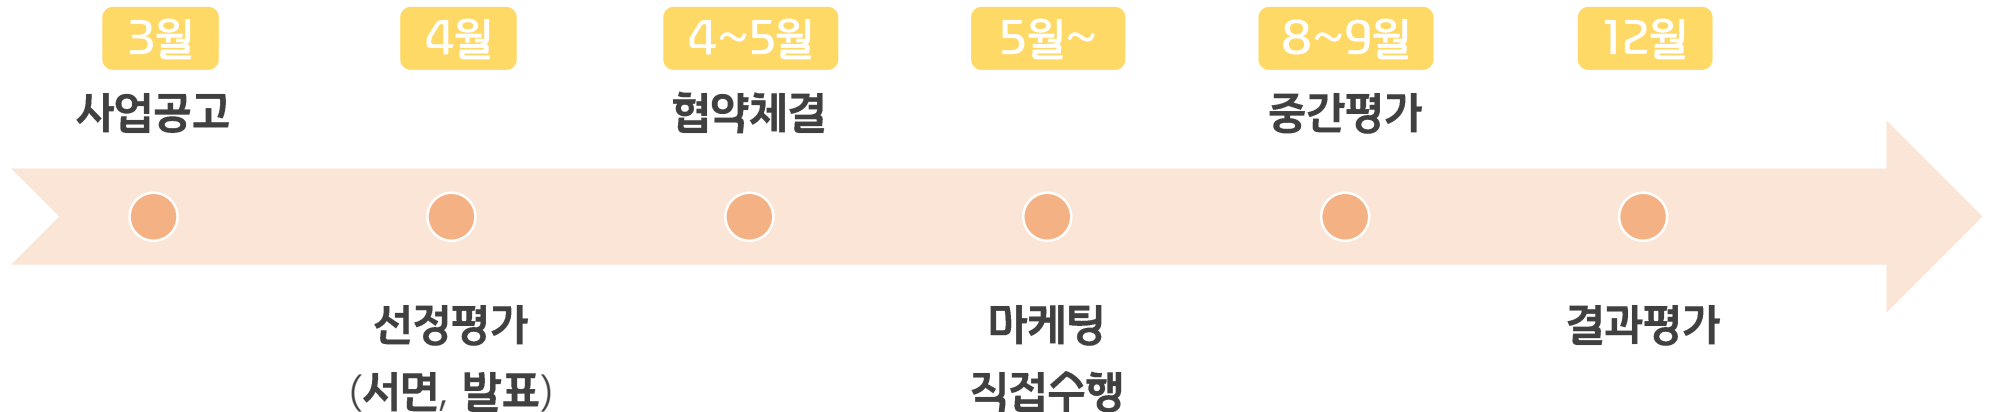 3월
사업공고
4월
선정평가
(서면, 발표)
4~5월
협약체결
5월~
마케팅
직접수행
8~9월
중간평가
12월
결과평가